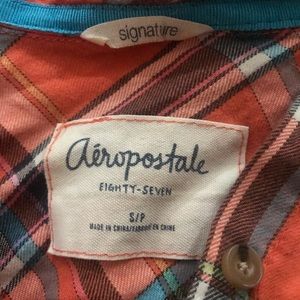 signature
aéropostale
EIGHTY-SEVEN
S/P
MADE IN CHINA/FABRIQUÉ EN CHINE